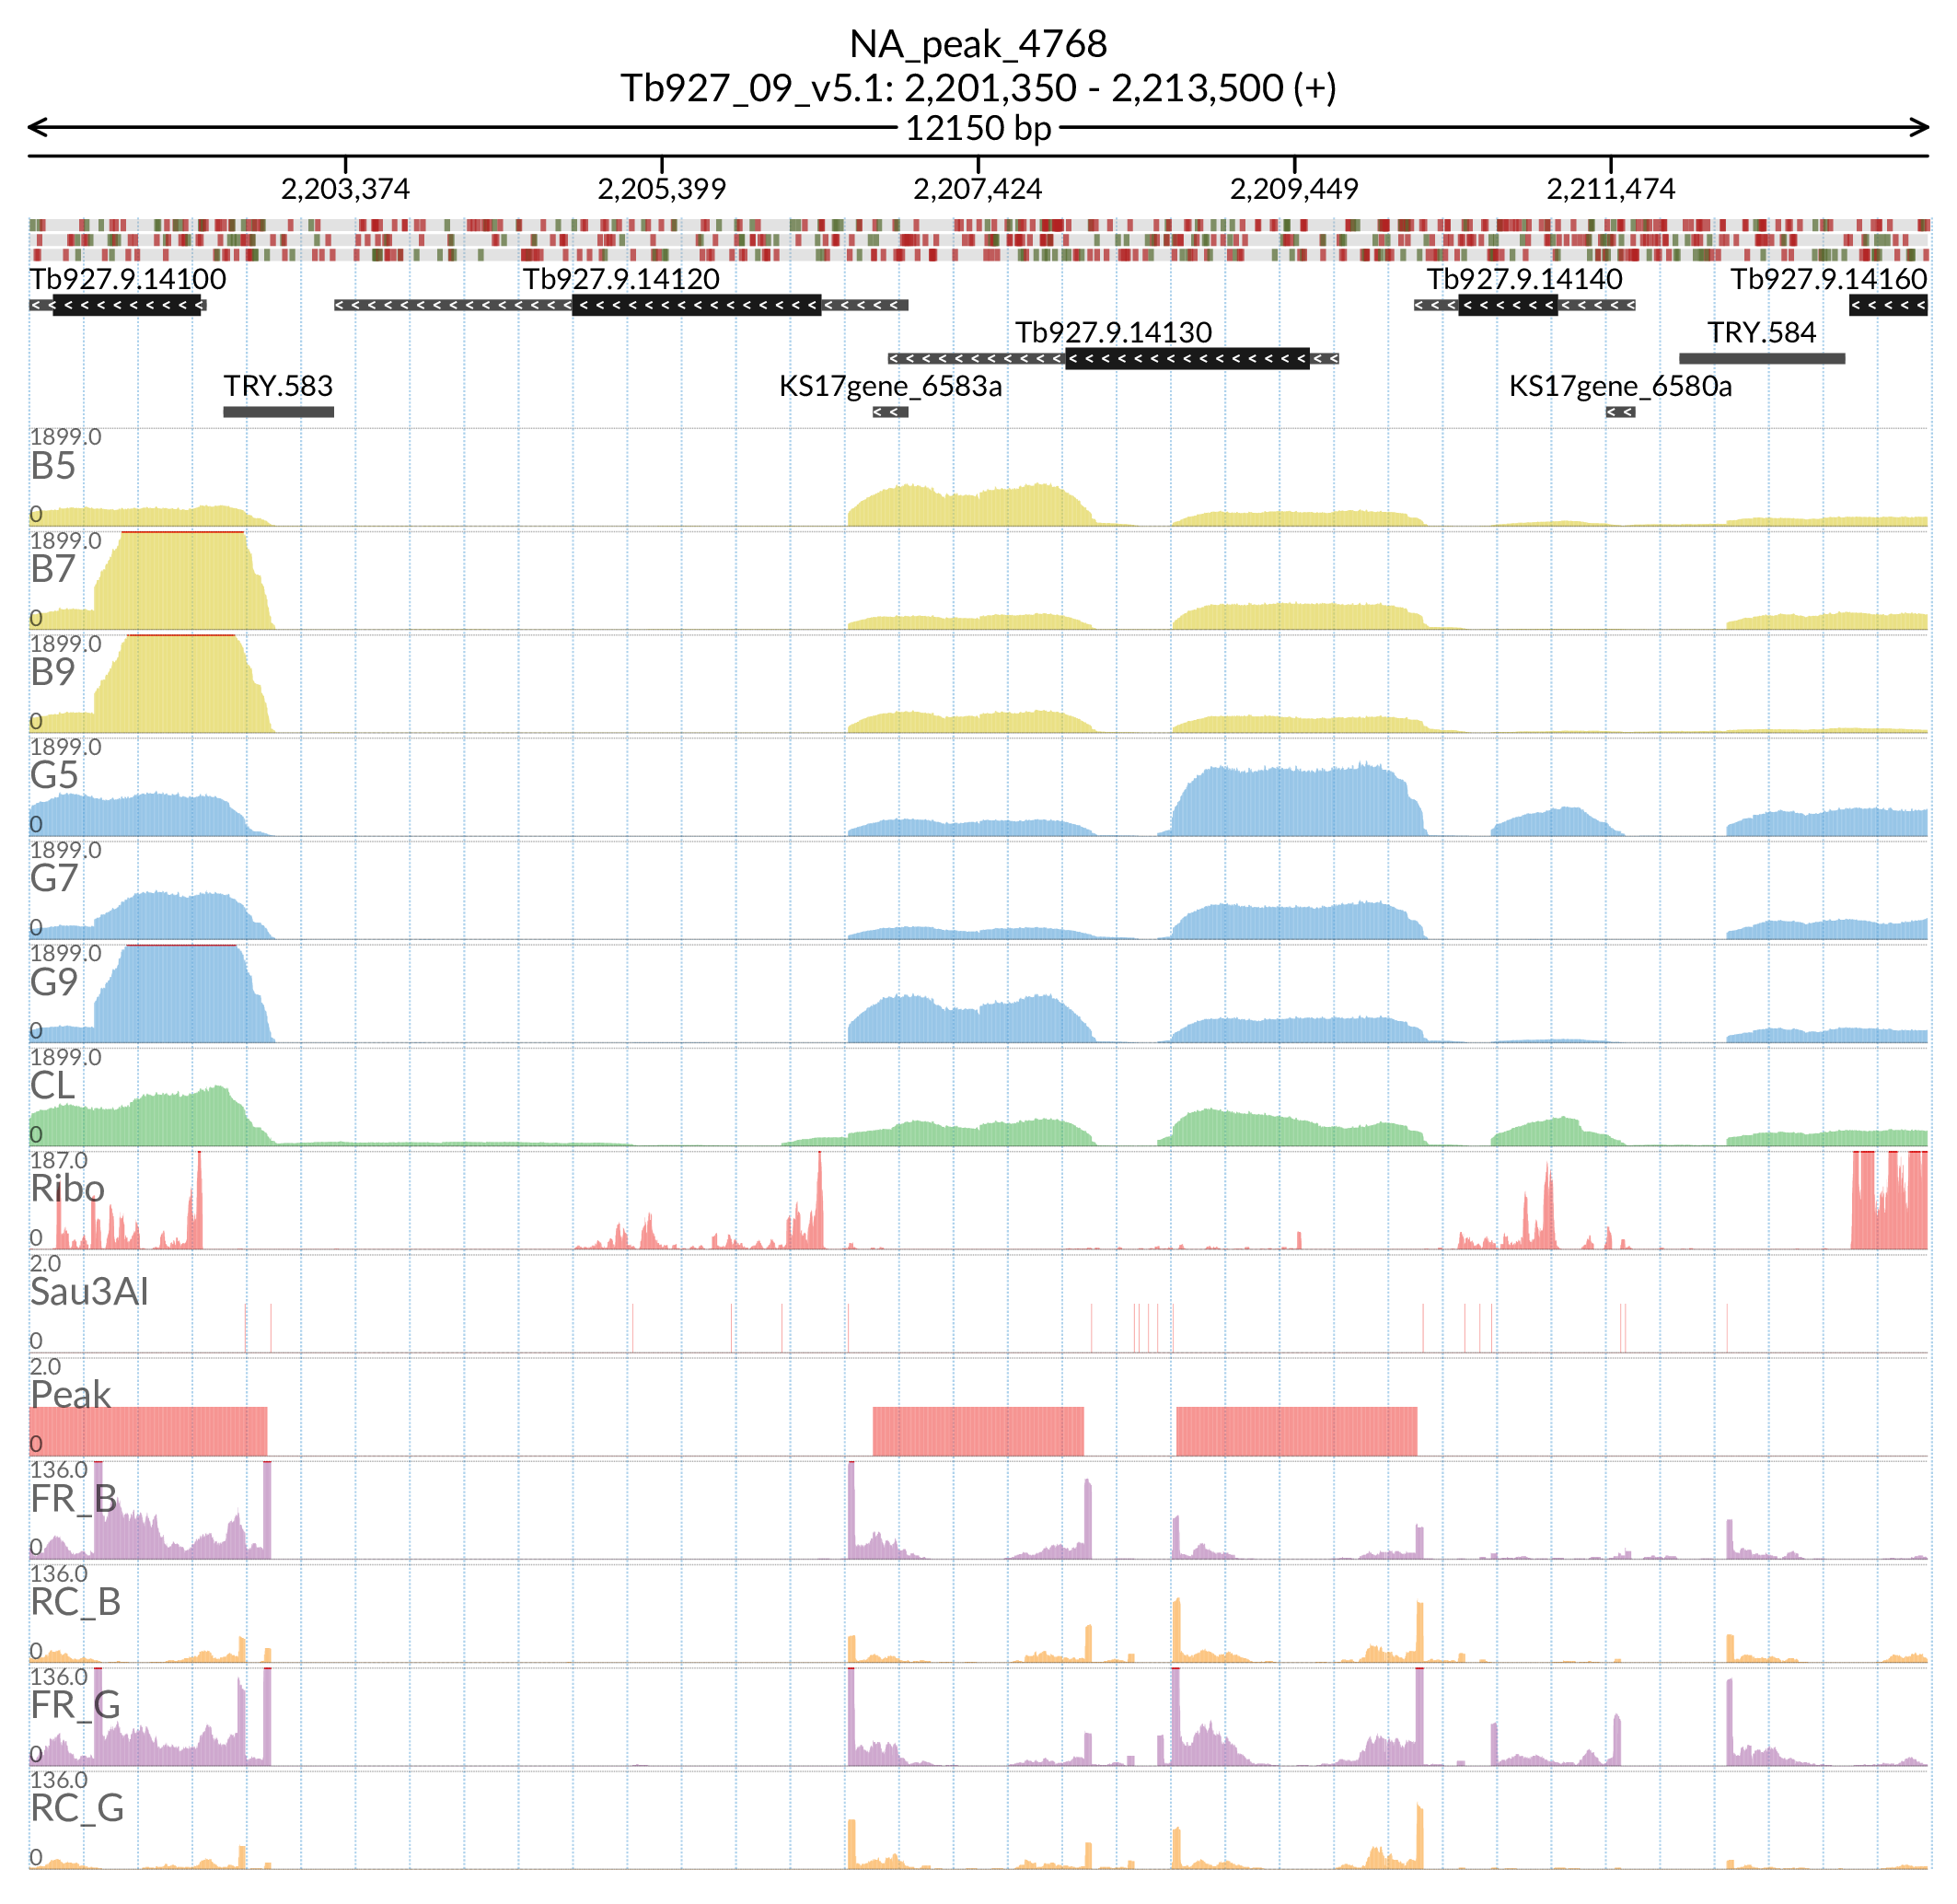 NA_peak_4768
Tb927_09_v5.1: 2,201,350 - 2,213,500 (+)
12150 bp
2,203,374 2,205,399 2,207,424 2,209,449 2,211,474
Tb927.9.14100 Tb927.9.14120 Tb927.9.14140 Tb927.9.14160
Tb927.9.14130 TRY.584
TRY.583 KS17gene_6583a KS17gene_6580a
1899.0
B5
0
1899.0
B7
0
1899.0
B9
0
1899.0
G5
0
1899.0
G7
0
1899.0
G9
0
1899.0
CL
0
187.0
Ribo
0
2.0
Sau3AI
0
2.0
Peak
0
136.0
FR_B
0
136.0
RC_B
0
136.0
FR_G
0
136.0
RC_G
0